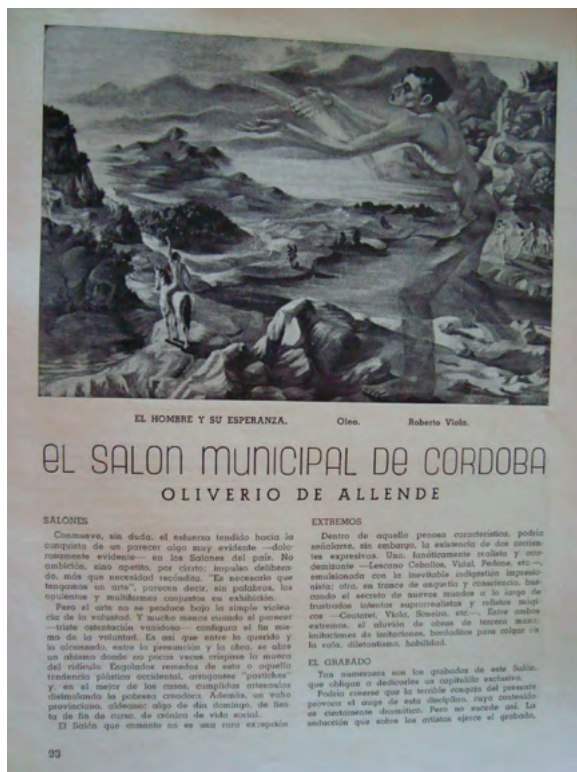 EL HOMBRE Y SU ESPERANZA. Oleo. Roberto Viola.
EL SALON MUNICIPAL DE CORDOBA
OLIVERIO DE ALLENDE
SALONES
Conmueve, sin duda, el esfuerzo tendido hacia la
conquista de un parecer algo muy evidente —dolo-
rosamente evidente— en los Salones del país. No
ambición, sino apetito, por cierto; impulso delibera-
do, más que necesidad recóndita. "Es necesario que
tengamos un arte", parecen decir, sin palabras, los
opulentos y multiformes conjuntos en exhibición.
Pero el arte no se produce bajo la simple violen-
cia de la voluntad. Y mucho menos cuando el parecer
—triste ostentación vanidosa— configura el fin mis-
mo de la voluntad. Es así que entre lo querido y
lo alcanzado, entre la presunción y la obra, se abre
un abismo donde no pocas veces crispase la mueca
del ridículo. Engolados remedos de esta o aquella
tendencia plástica occidental, arrogantes "pastiches"
y, en el mejor de los casos, cumplidas artesanías
disimulando la pobreza creadora. Además, un vaho
provinciano, aldeano; algo de día domingo, de fies-
ta de fin de curso, de crónica de vida social.
El Salón que comento no es una rara excepción
EXTREMOS
Dentro de aquella penosa característica, podría
señalarse, sin embargo, la existencia de dos corrien-
tes expresivas. Una, fanáticamente realista y aca-
demizante —Lescano Ceballos, Vidal, Pedone, etc.—,
emulsionada con la inevitable indigestión impresio-
nista; otra, en trance de angustia y consciencia, bus-
cando el secreto de nuevos mundos a lo largo de
frustrados intentos suprarrealistas y realistas mági-
cos —Coutaret, Viola, Soneira, etc.—. Entre ambos
extremos, el aluvión de obras de tercera mano:
imitaciones de imitaciones, bordaditos para colgar en
la sala, diletantismo, habilidad.
EL GRABADO
Tan numerosos son los grabados de este Salón,
que obligan a dedicarles un capitulillo exclusivo.
Podría creerse que la terrible congoja del presente
provoca el auge de esta disciplina, cuyo contenido
es ciertamente dramático. Pero no sucede así. La
seducción que sobre los artistas ejerce el grabado,
93